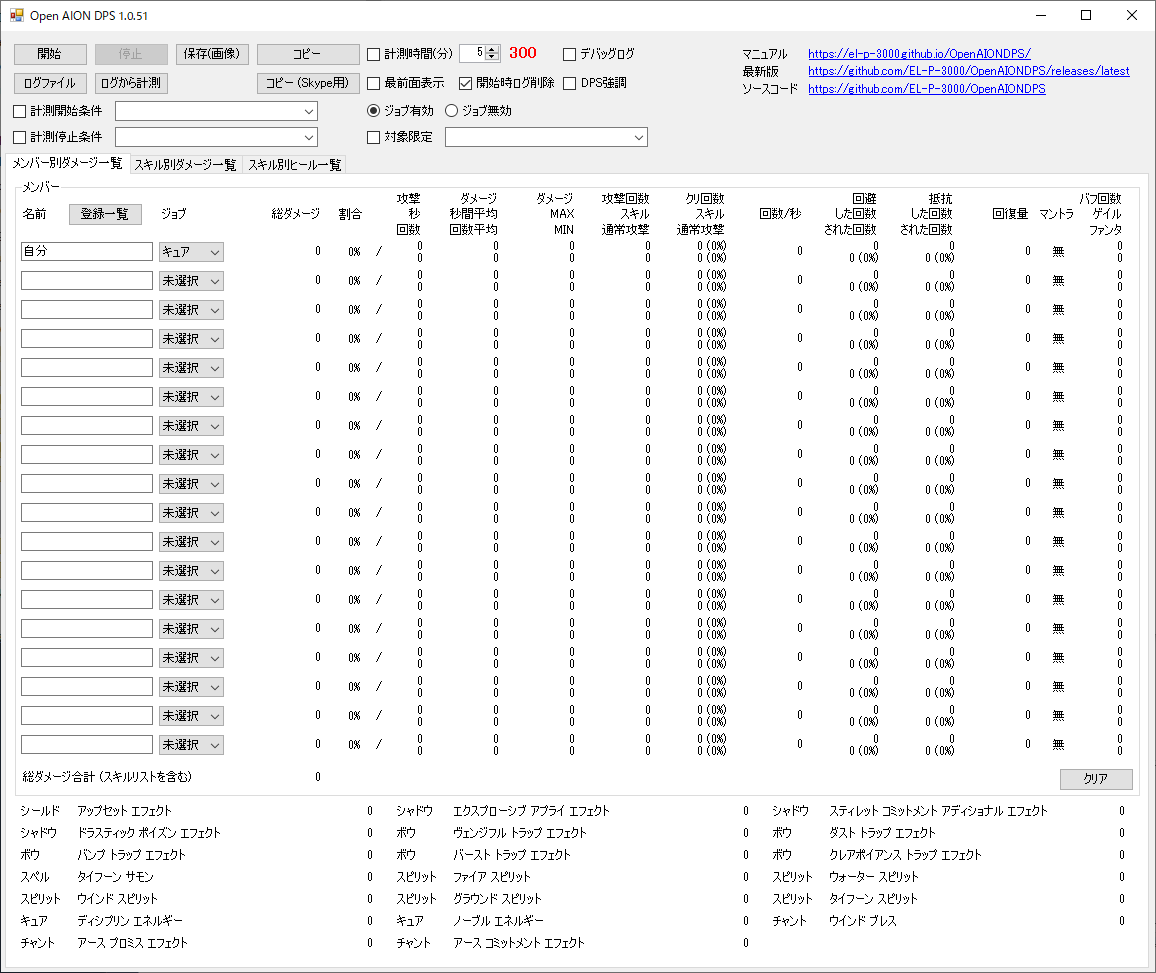 Open AION DPS 1.0.51
開始 停止 保存(画像) コピー 計測時間(分) 5 300 デバッグログ マニュアル https://el-p-3000.github.io/OpenAIONDPS/
最新版 https://github.com/EL-P-3000/OpenAIONDPS/releases/latest
ログファイル ログから計測 コピー (Skype用) 最前面表示 開始時ログ削除 DPS強調 ソースコード https://github.com/EL-P-3000/OpenAIONDPS
計測開始条件 ジョブ有効 ジョブ無効
計測停止条件 対象限定
メンバー別ダメージ一覧 スキル別ダメージ一覧 スキル別ヒール一覧
メンバー
攻撃 ダメージ ダメージ 攻撃回数 クリ回数 回避 抵抗 バフ回数
名前 登録一覧 ジョブ 総ダメージ 割合 秒 秒間平均 MAX スキル スキル 回数/秒 した回数 した回数 回復量 マントラ ゲイル
回数 回数平均 MIN 通常攻撃 通常攻撃 された回数 された回数 ファンタ
0 0 0 0 0 (0%) 0 0 0
自分 キュア 0 0% / 0 0 無
0 0 0 0 0 (0%) 0 (0%) 0 (0%) 0
0 0 0 0 0 (0%) 0 0 0
未選択 0 0% / 0 0 無
0 0 0 0 0 (0%) 0 (0%) 0 (0%) 0
0 0 0 0 0 (0%) 0 0 0
未選択 0 0% / 0 0 無
0 0 0 0 0 (0%) 0 (0%) 0 (0%) 0
0 0 0 0 0 (0%) 0 0 0
未選択 0 0% / 0 0 無
0 0 0 0 0 (0%) 0 (0%) 0 (0%) 0
0 0 0 0 0 (0%) 0 0 0
未選択 0 0% / 0 0 無
0 0 0 0 0 (0%) 0 (0%) 0 (0%) 0
0 0 0 0 0 (0%) 0 0 0
未選択 0 0% / 0 0 無
0 0 0 0 0 (0%) 0 (0%) 0 (0%) 0
0 0 0 0 0 (0%) 0 0 0
未選択 0 0% / 0 0 無
0 0 0 0 0 (0%) 0 (0%) 0 (0%) 0
0 0 0 0 0 (0%) 0 0 0
未選択 0 0% / 0 0 無
0 0 0 0 0 (0%) 0 (0%) 0 (0%) 0
0 0 0 0 0 (0%) 0 0 0
未選択 0 0% / 0 0 無
0 0 0 0 0 (0%) 0 (0%) 0 (0%) 0
0 0 0 0 0 (0%) 0 0 0
未選択 0 0% / 0 0 無
0 0 0 0 0 (0%) 0 (0%) 0 (0%) 0
0 0 0 0 0 (0%) 0 0 0
未選択 0 0% / 0 0 無
0 0 0 0 0 (0%) 0 (0%) 0 (0%) 0
0 0 0 0 0 (0%) 0 0 0
未選択 0 0% / 0 0 無
0 0 0 0 0 (0%) 0 (0%) 0 (0%) 0
0 0 0 0 0 (0%) 0 0 0
未選択 0 0% / 0 0 無
0 0 0 0 0 (0%) 0 (0%) 0 (0%) 0
0 0 0 0 0 (0%) 0 0 0
未選択 0 0% / 0 0 無
0 0 0 0 0 (0%) 0 (0%) 0 (0%) 0
0 0 0 0 0 (0%) 0 0 0
未選択 0 0% / 0 0 無
0 0 0 0 0 (0%) 0 (0%) 0 (0%) 0
0 0 0 0 0 (0%) 0 0 0
未選択 0 0% / 0 0 無
0 0 0 0 0 (0%) 0 (0%) 0 (0%) 0
0 0 0 0 0 (0%) 0 0 0
未選択 0 0% / 0 0 無
0 0 0 0 0 (0%) 0 (0%) 0 (0%) 0
0 0 0 0 0 (0%) 0 0 0
未選択 0 0% / 0 0 無
0 0 0 0 0 (0%) 0 (0%) 0 (0%) 0
総ダメージ合計 (スキルリストを含む) 0 クリア
シールド アップセット エフェクト 0 シャドウ エクスプローシブ アプライ エフェクト 0 シャドウ スティレット コミットメント アディショナル エフェクト 0
シャドウ ドラスティック ポイズン エフェクト 0 ボウ ヴェンジフル トラップ エフェクト 0 ボウ ダスト トラップ エフェクト 0
ボウ バンプ トラップ エフェクト 0 ボウ バースト トラップ エフェクト 0 ボウ クレアボイアンス トラップ エフェクト 0
スペル タイフーン サモン 0 スピリット ファイア スピリット 0 スピリット ウォーター スピリット 0
スピリット ウインド スピリット 0 スピリット グラウンド スピリット 0 スピリット タイフーン スピリット 0
キュア ディシプリン エネルギー 0 キュア ノーブル エネルギー 0 チャント ウインド ブレス 0
チャント アース プロミス エフェクト 0 チャント アース コミットメント エフェクト 0